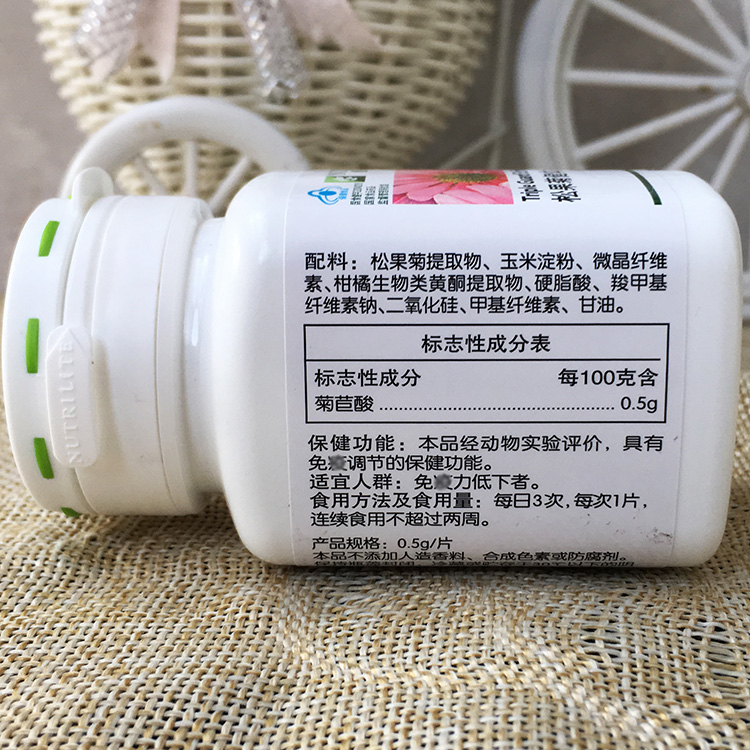 NUTRILITE
配料：松果菊提取物、玉米淀粉、微晶纤维
素、柑橘生物类黄酮提取物、硬脂酸、羧甲基
纤维素钠、二氧化硅、甲基纤维素、甘油。
标志性成分表
标志性成分 每100克含
菊苣酸 0.5g
保健功能：本品经动物实验评价，具有
免疫调节的保健功能。
适宜人群：免疫力低下者。
食用方法及食用量：每日3次，每次1片，
连续食用不超过两周。
产品规格：0.5g/片
本品不添加人造香料、合成色素或防腐剂。